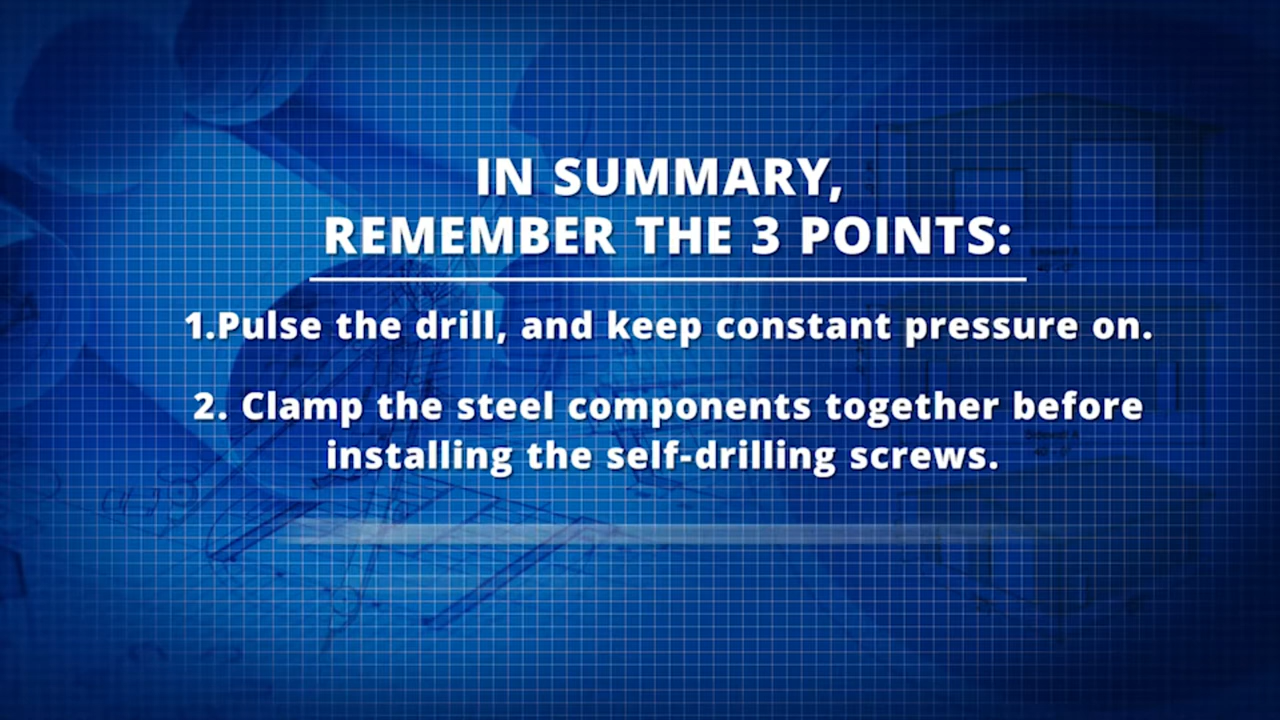 IN SUMMARY,
REMEMBER THE 3 POINTS:
1.Pulse the drill, and keep constant pressure on.
2. Clamp the steel components together before
installing the self-drilling screws.